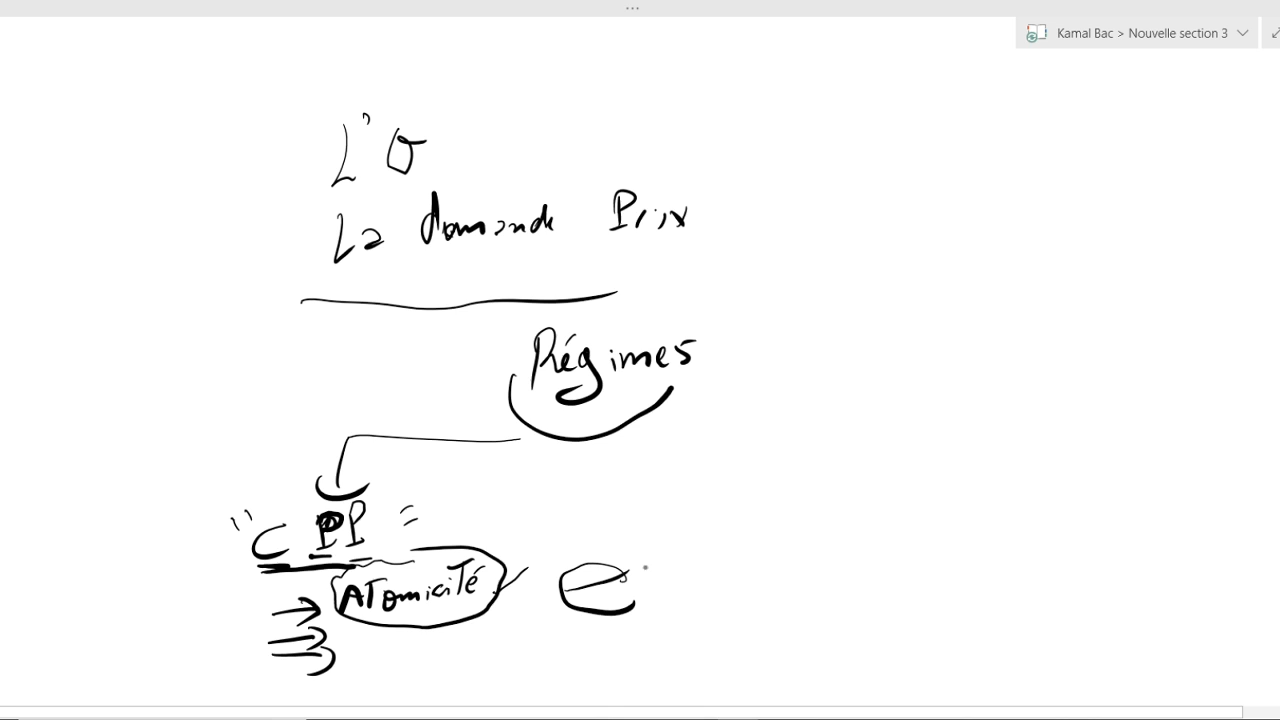 Kamal Bac > Nouvelle section 3
L'O
La demande Prix
Régimes
"CPP"
ATomiciTé